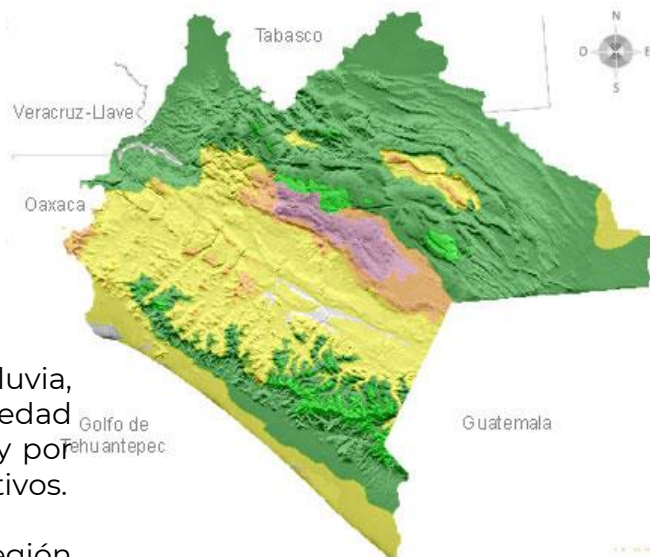 N
Tabasco
O E
S
Veracruz-Llave
Oaxaca
luvia,
edad
Golfo de
Guatemala
y por
Tehuantepec
tivos.
egión